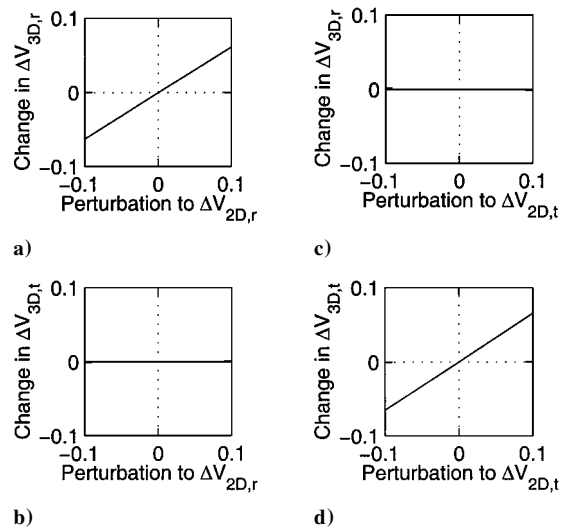 0.1
0
−0.1
Change in ΔV3D,r
−0.1 0 0.1
Perturbation to ΔV2D,r
a)
0.1
0
−0.1
Change in ΔV3D,r
−0.1 0 0.1
Perturbation to ΔV2D,t
c)
0.1
0
−0.1
Change in ΔV3D,t
−0.1 0 0.1
Perturbation to ΔV2D,r
b)
0.1
0
−0.1
Change in ΔV3D,t
−0.1 0 0.1
Perturbation to ΔV2D,t
d)